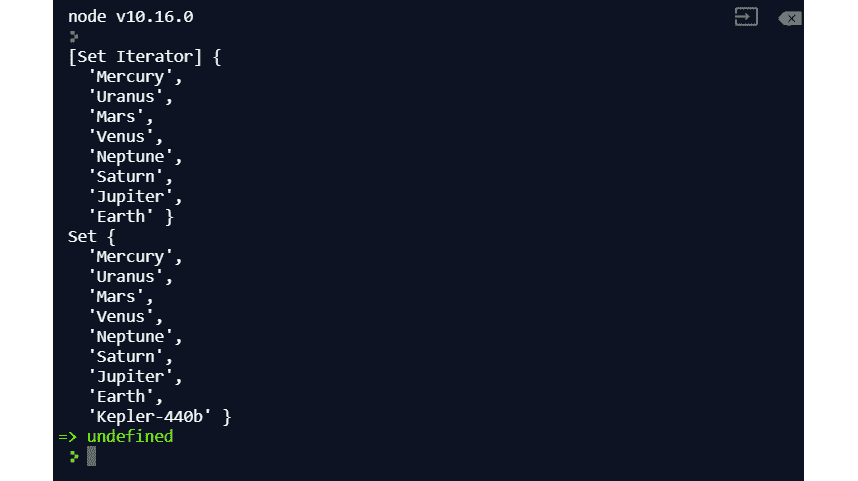 node v10.16.0
>
[Set Iterator] {
  'Mercury',
  'Uranus',
  'Mars',
  'Venus',
  'Neptune',
  'Saturn',
  'Jupiter',
  'Earth' }
Set {
  'Mercury',
  'Uranus',
  'Mars',
  'Venus',
  'Neptune',
  'Saturn',
  'Jupiter',
  'Earth',
  'Kepler-440b' }
=> undefined
>